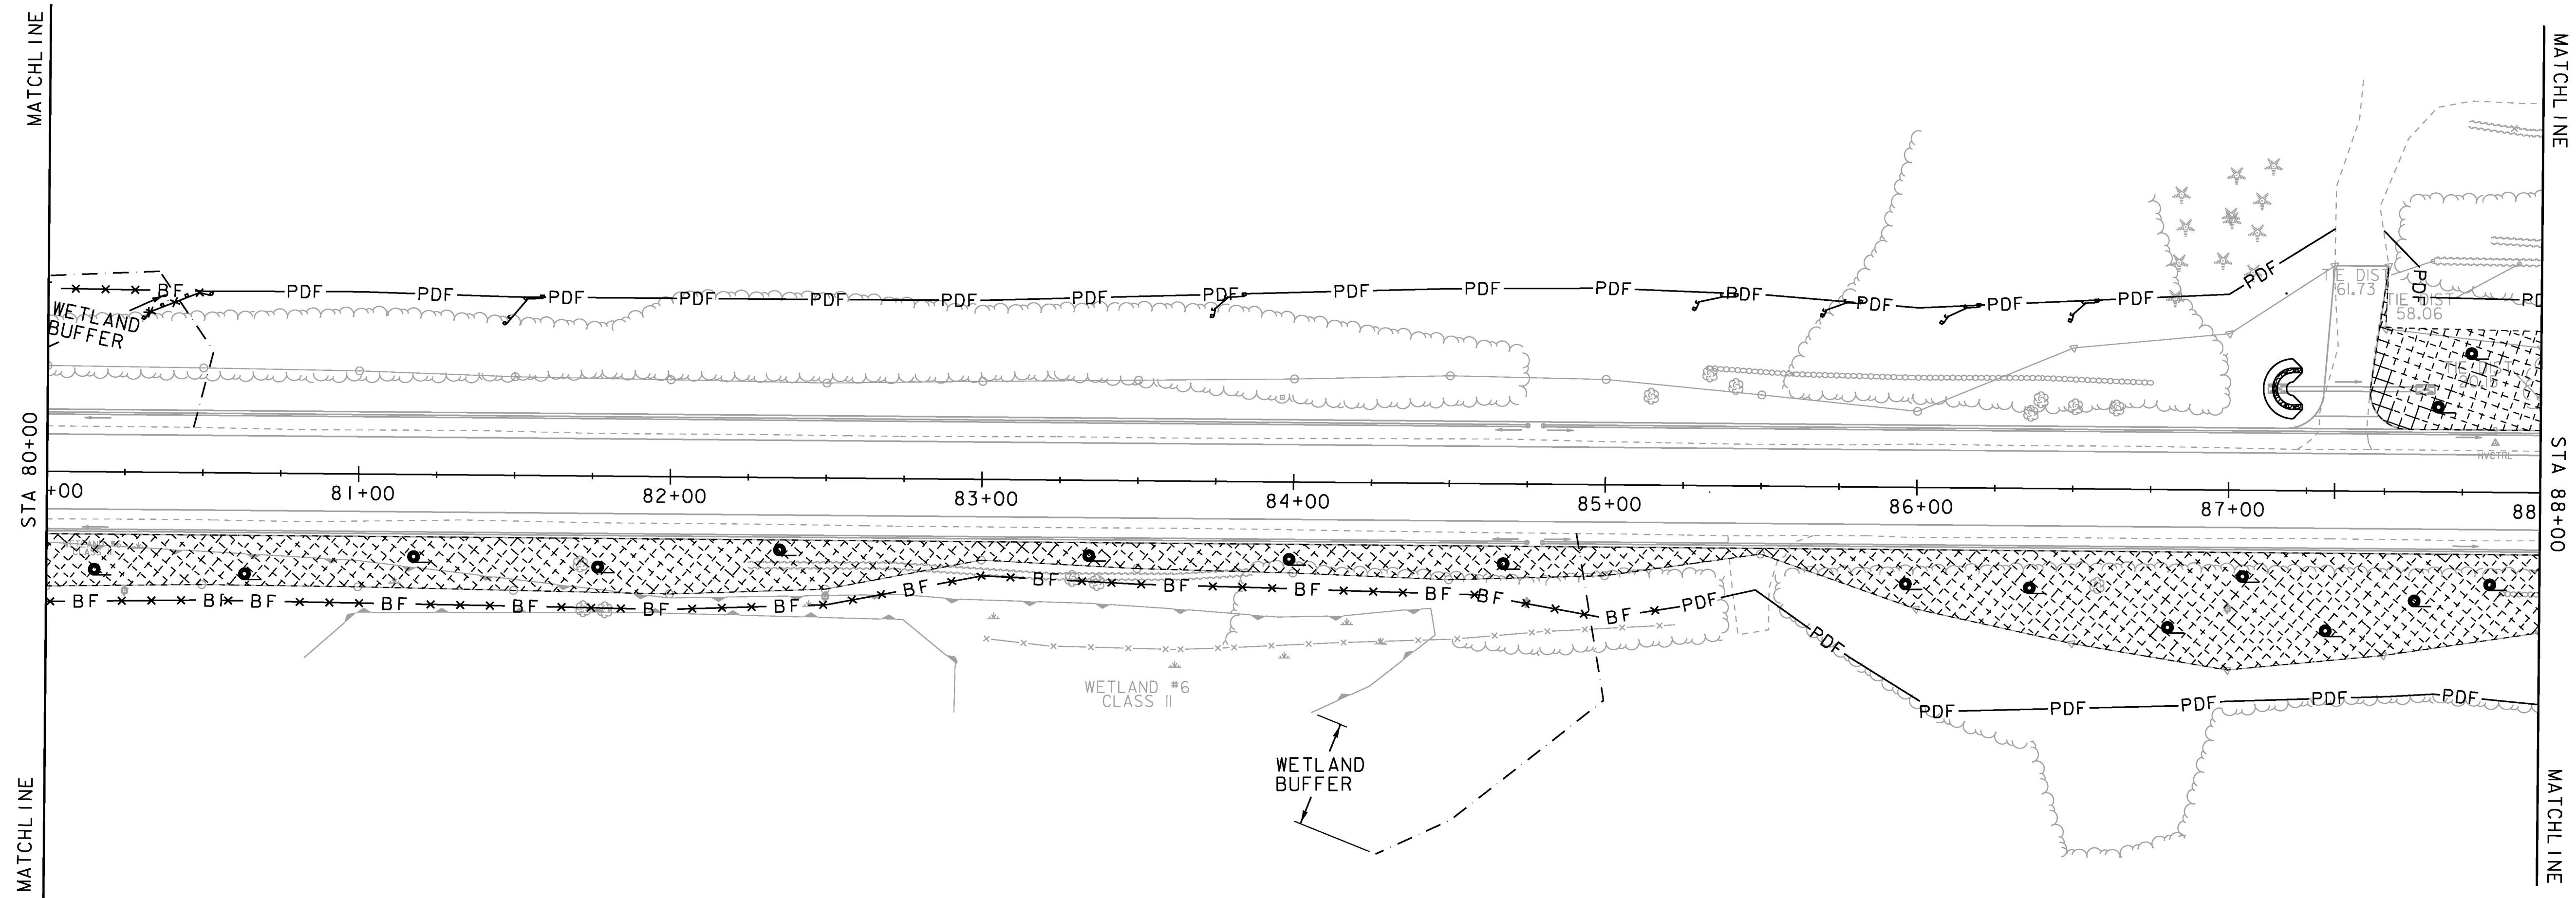 MATCHLINE
MATCHLINE
BF PDF PDF PDF PDF PDF PDF PDF PDF PDF PDF PDF PDF PDF PDF PDF PDF PDF PD
WETLAND
BUFFER
TIE DIST
61.73
TIE DIST
58.06
STA 80+00
STA 88+00
+00 81+00 82+00 83+00 84+00 85+00 86+00 87+00 88
BF BF BF BF BF BF BF BF BF BF BF BF BF PDF
PDF
PDF PDF PDF PDF PDF
WETLAND #6
CLASS II
WETLAND
BUFFER
MATCHLINE
MATCHLINE